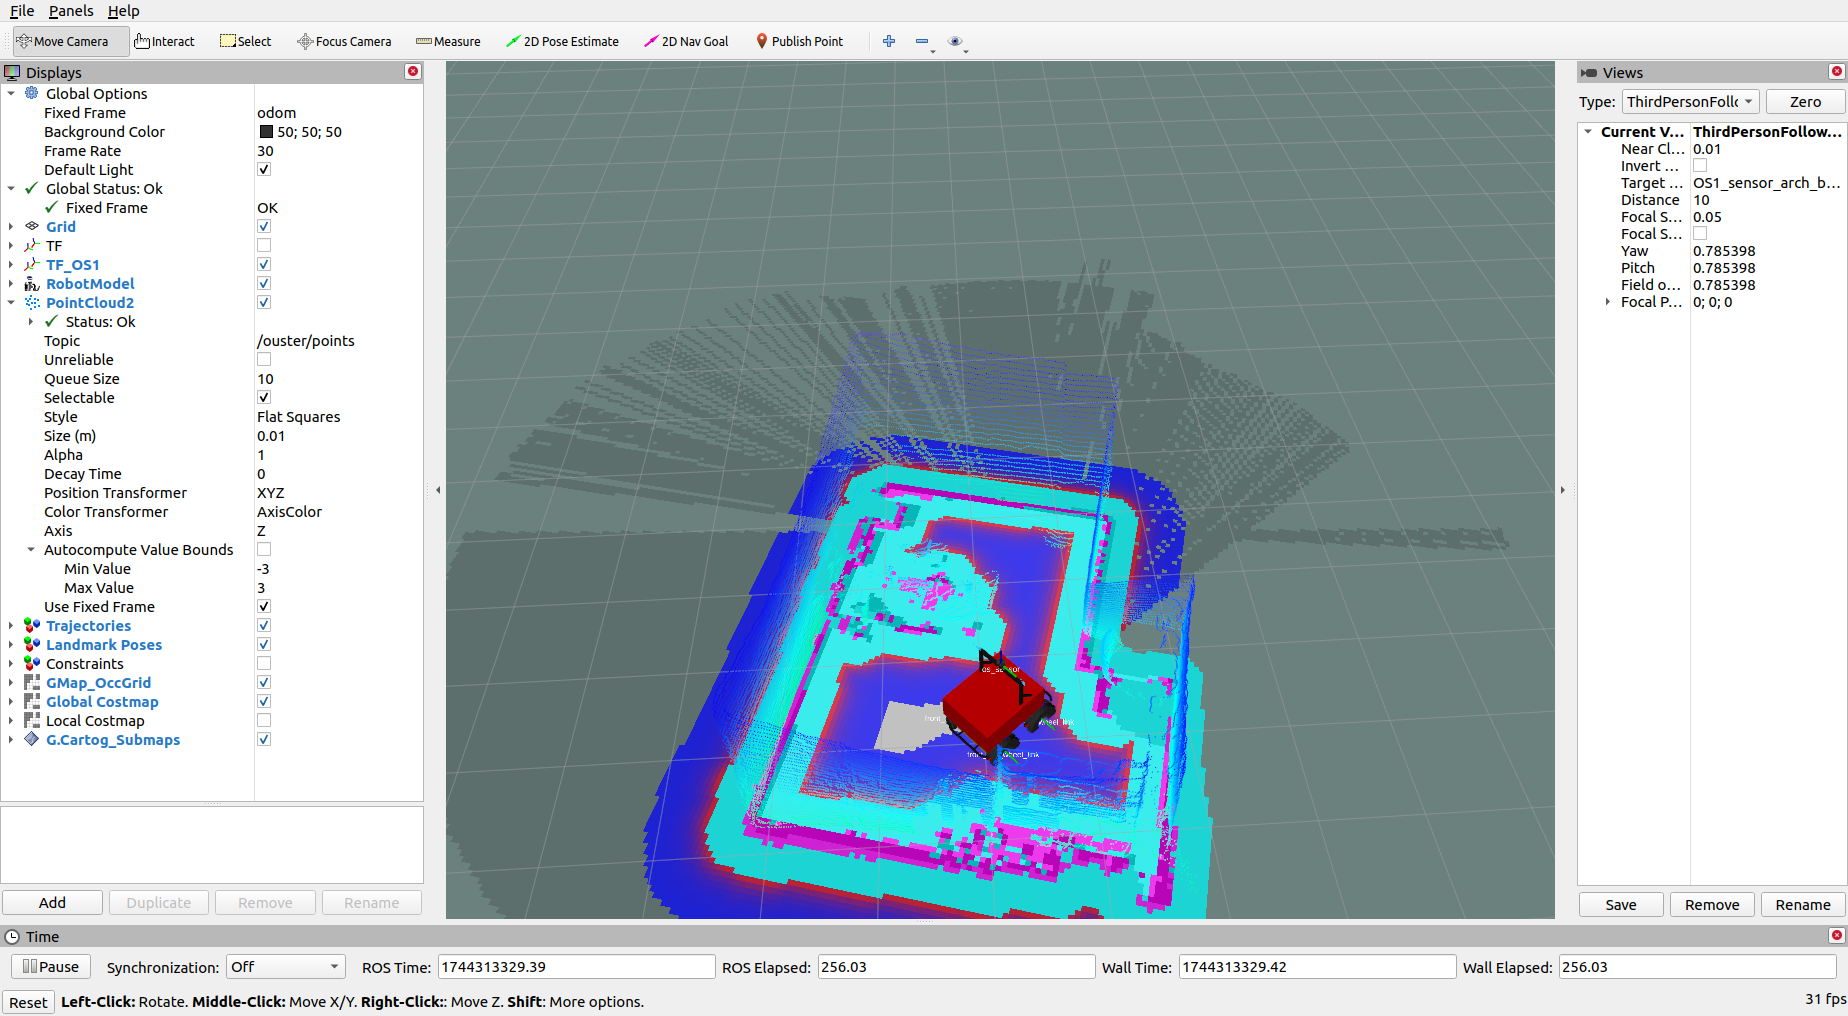 File Panels Help
Move Camera Interact Select Focus Camera Measure 2D Pose Estimate 2D Nav Goal Publish Point
Displays
Global Options
Fixed Frame odom
Background Color 50; 50; 50
Frame Rate 30
Default Light
Global Status: Ok
Fixed Frame OK
Grid
TF
TF_OS1
RobotModel
PointCloud2
Status: Ok
Topic /ouster/points
Unreliable
Queue Size 10
Selectable
Style Flat Squares
Size (m) 0.01
Alpha 1
Decay Time 0
Position Transformer XYZ
Color Transformer AxisColor
Axis Z
Autocompute Value Bounds
Min Value -3
Max Value 3
Use Fixed Frame
Trajectories
Landmark Poses
Constraints
GMap_OccGrid
Global Costmap
Local Costmap
G.Cartog_Submaps
Add Duplicate Remove Rename
os_sensor
front
wheel_link
wheel_link
Views
Type: ThirdPersonFoll Zero
Current V... ThirdPersonFollow...
Near Cl... 0.01
Invert ...
Target ... OS1_sensor_arch_b...
Distance 10
Focal S... 0.05
Focal S...
Yaw 0.785398
Pitch 0.785398
Field o... 0.785398
Focal P... 0; 0; 0
Save Remove Rename
Time
Pause Synchronization: Off ROS Time: 1744313329.39 ROS Elapsed: 256.03 Wall Time: 1744313329.42 Wall Elapsed: 256.03
Reset Left-Click: Rotate. Middle-Click: Move X/Y. Right-Click:: Move Z. Shift: More options. 31 fps